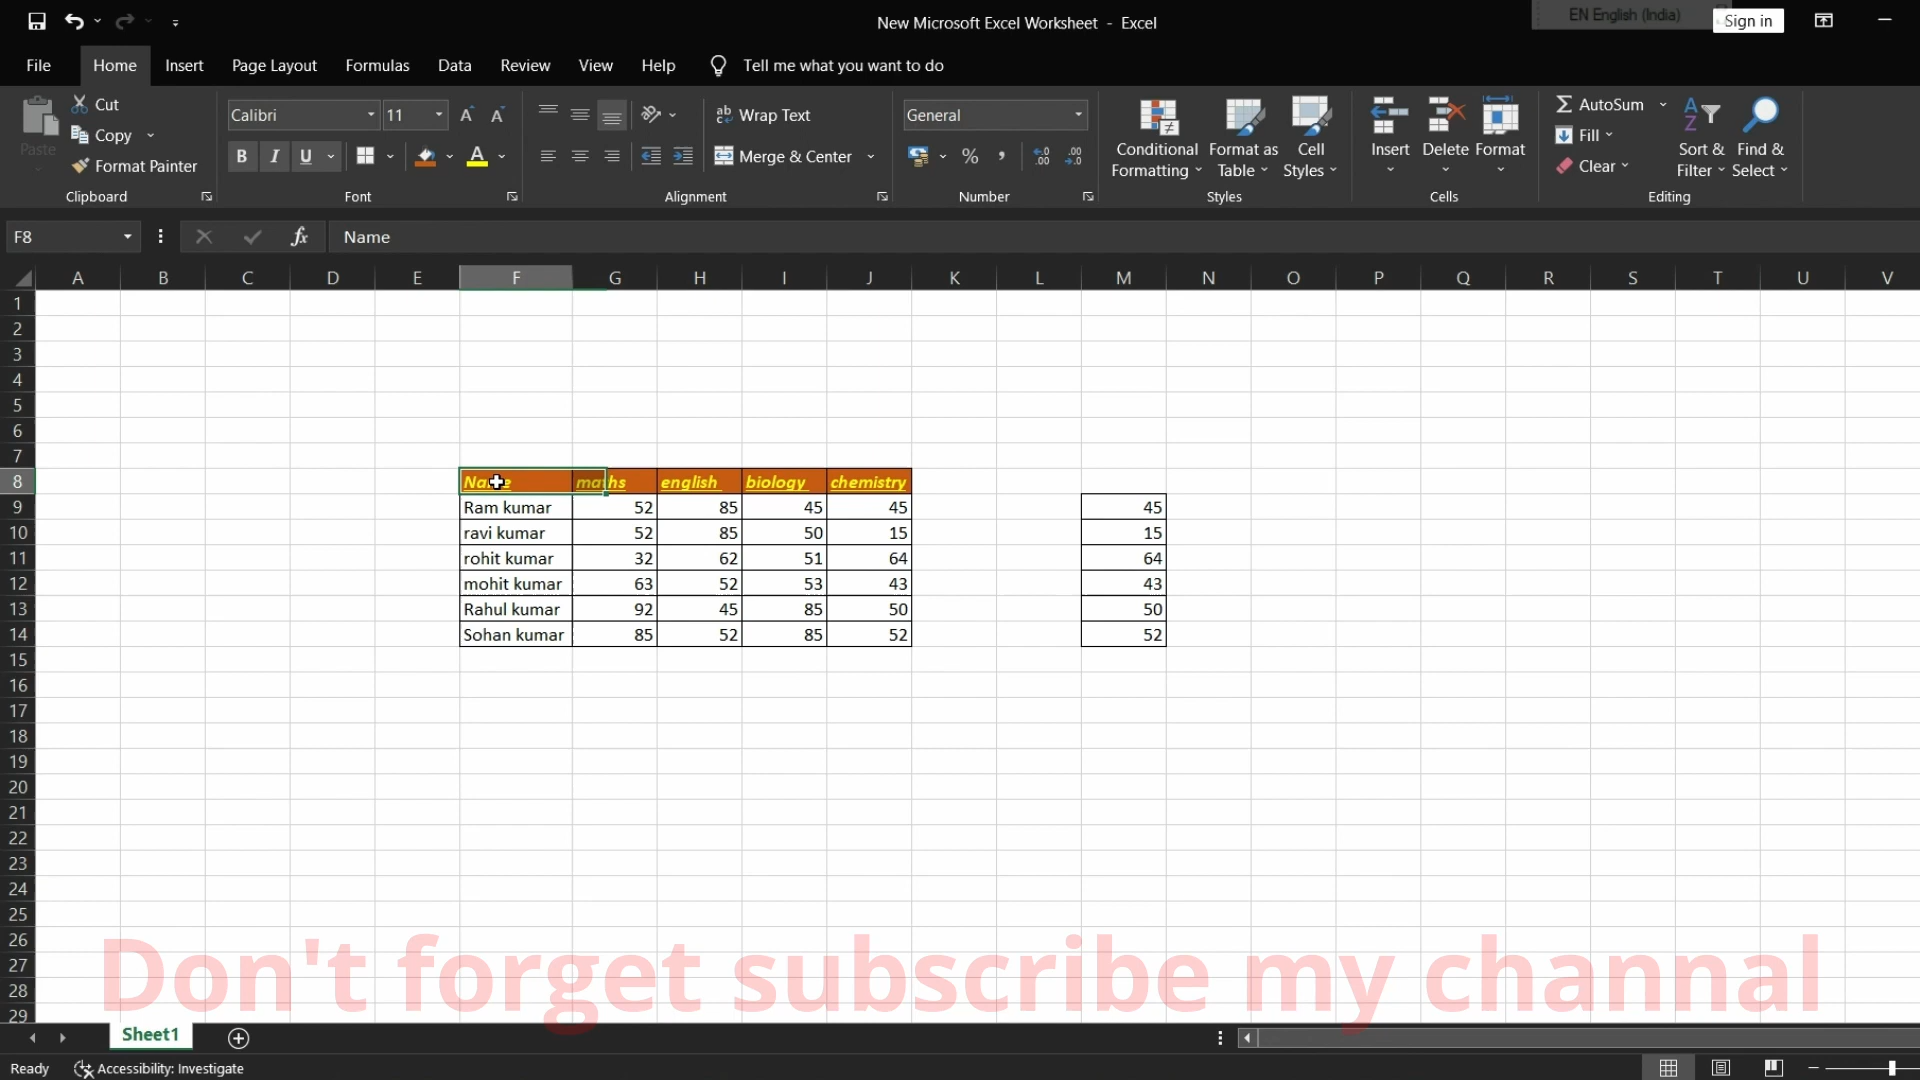 New Microsoft Excel Worksheet - Excel
EN English (India)
Sign in
File Home Insert Page Layout Formulas Data Review View Help Tell me what you want to do
Paste
Cut
Copy
Format Painter
Clipboard
Calibri 11 A A
B I U A
Font
ab Wrap Text
Merge & Center
Alignment
General
% ,
Number
Conditional Formatting
Format as Table
Cell Styles
Styles
Insert Delete Format
Cells
AutoSum
Fill
Clear
Sort & Filter
Find & Select
Editing
F8 fx Name
A B C D E F G H I J K L M N O P Q R S T U V
1
2
3
4
5
6
7
8 Name maths english biology chemistry
9 Ram kumar 52 85 45 45 45
10 ravi kumar 52 85 50 15 15
11 rohit kumar 32 62 51 64 64
12 mohit kumar 63 52 53 43 43
13 Rahul kumar 92 45 85 50 50
14 Sohan kumar 85 52 85 52 52
15
16
17
18
19
20
21
22
23
24
25
26
27
28
29
Don't forget subscribe my channal
Sheet1
Ready Accessibility: Investigate